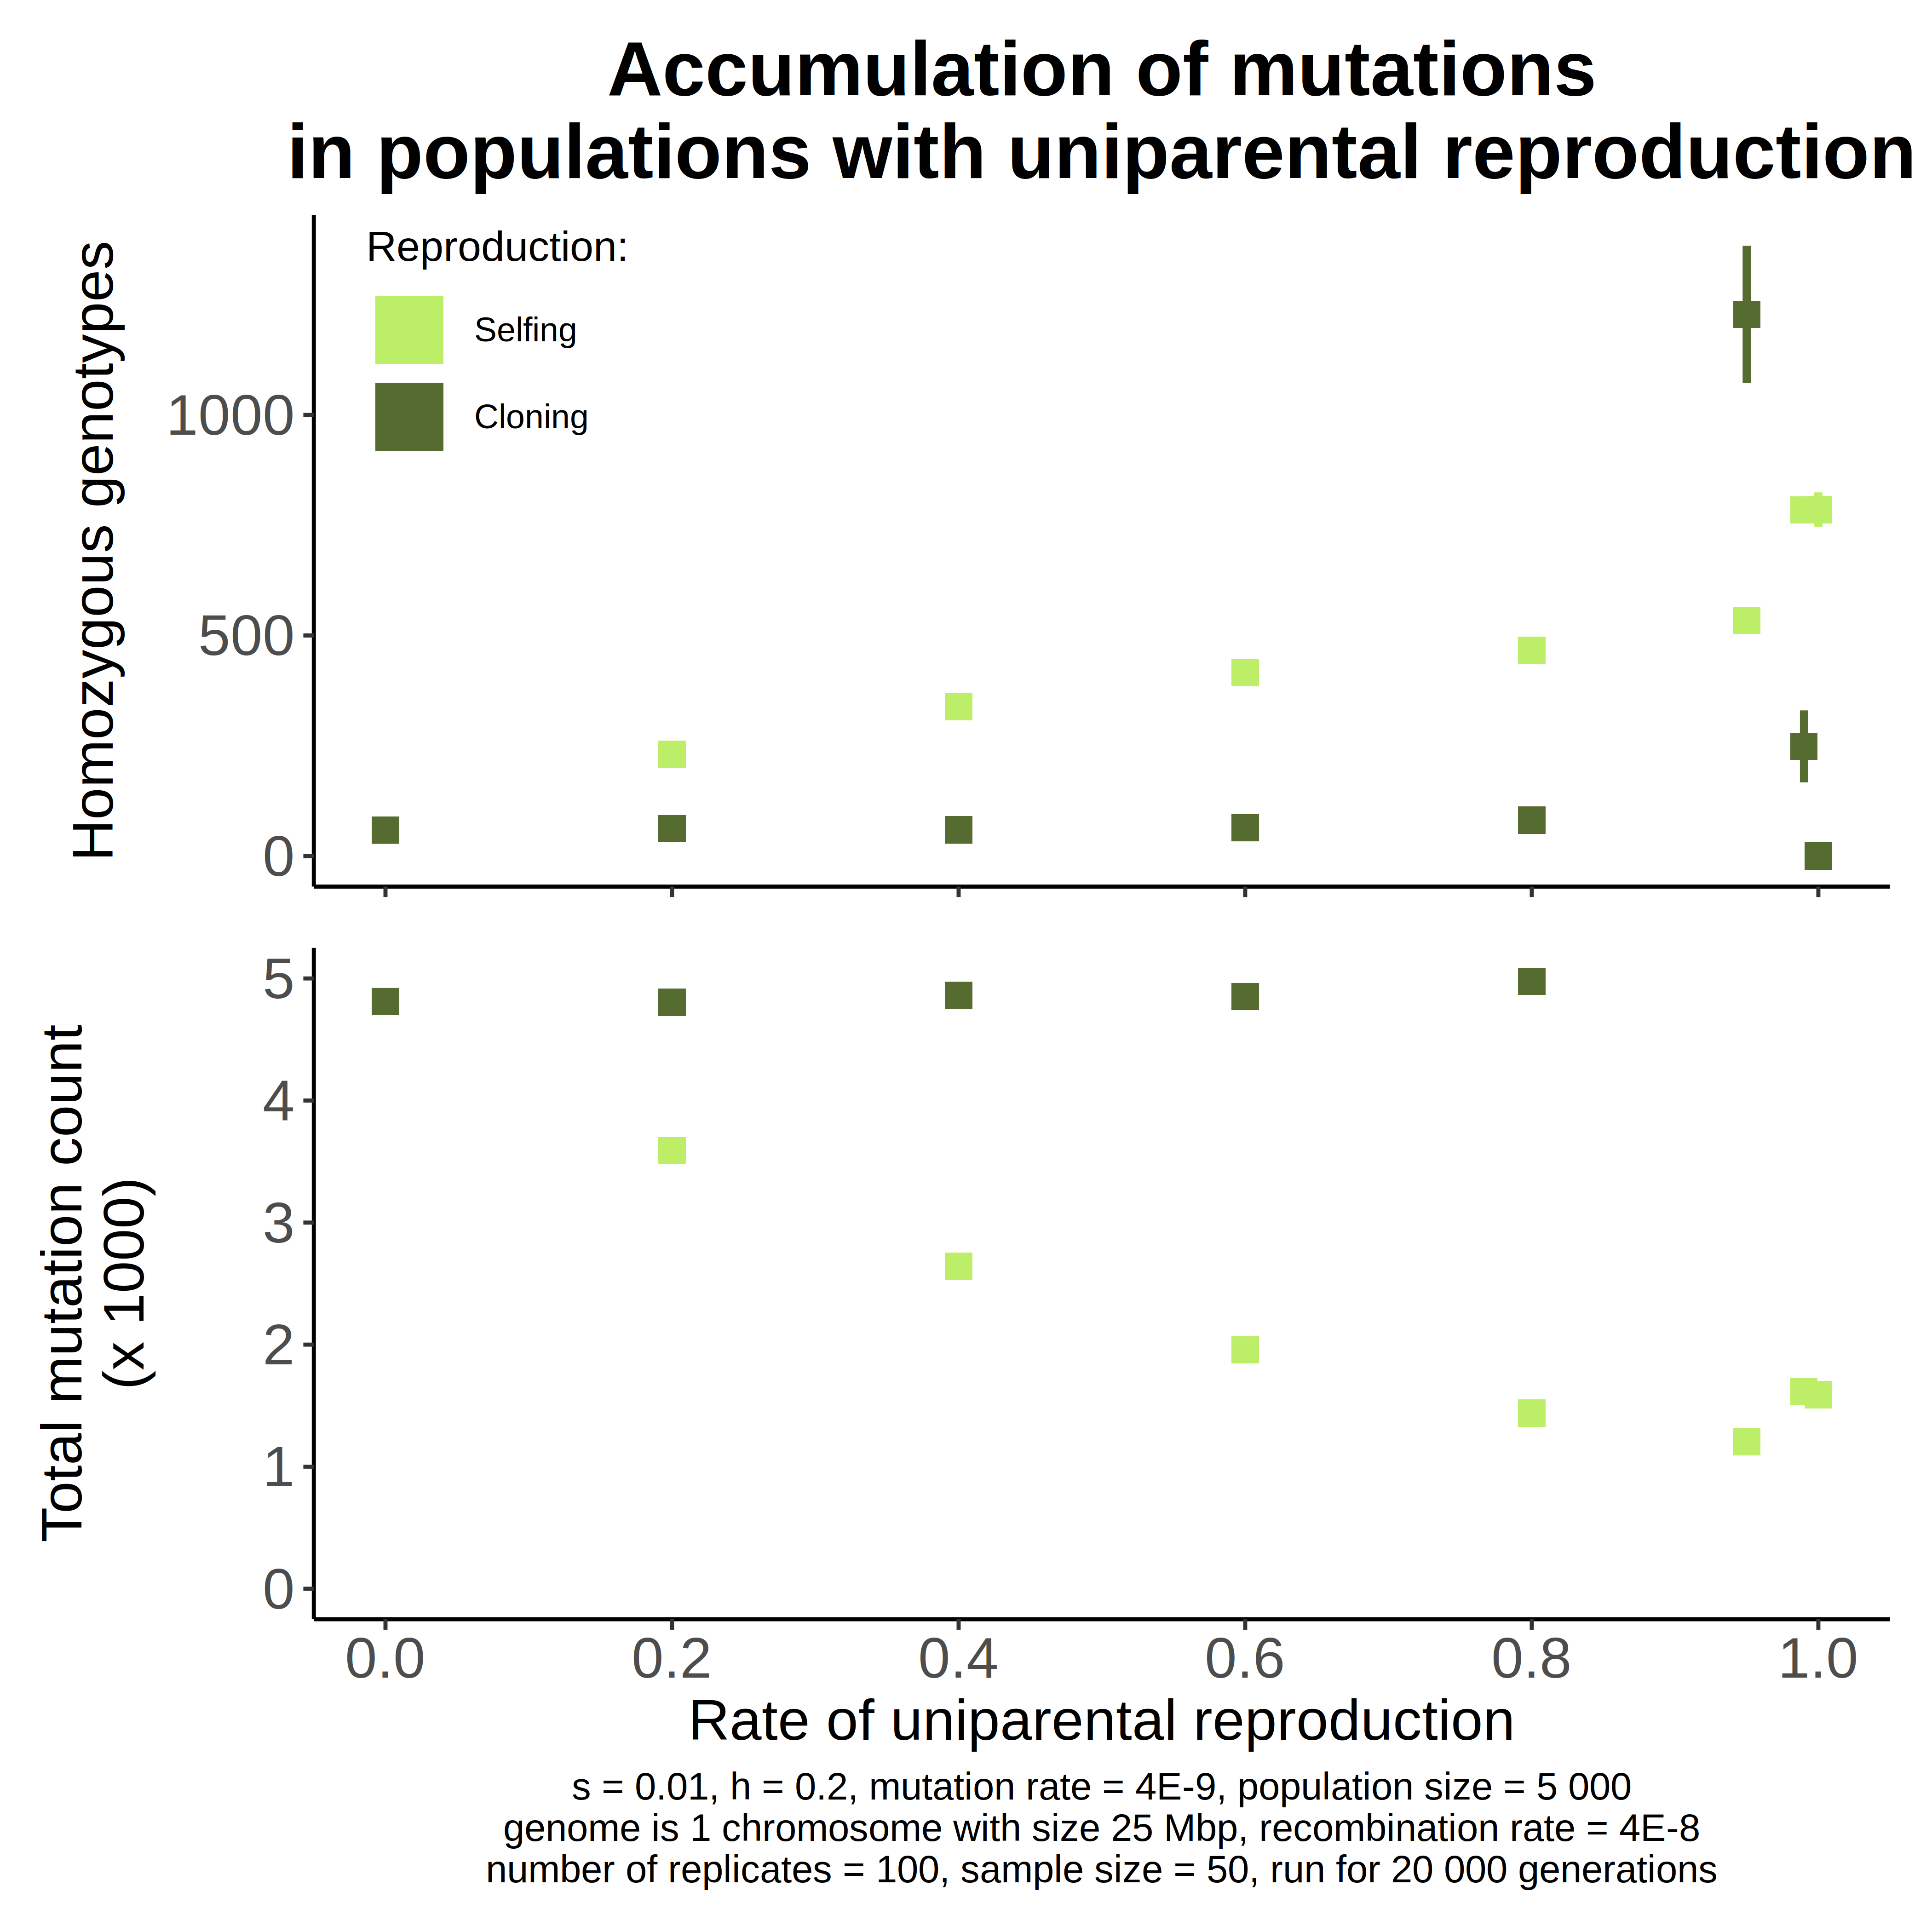 Accumulation of mutations
in populations with uniparental reproduction
Homozygous genotypes
Reproduction:
Selfing
Cloning
1000
500
0
Total mutation count
(x 1000)
5
4
3
2
1
0
0.0 0.2 0.4 0.6 0.8 1.0
Rate of uniparental reproduction
s = 0.01, h = 0.2, mutation rate = 4E-9, population size = 5 000
genome is 1 chromosome with size 25 Mbp, recombination rate = 4E-8
number of replicates = 100, sample size = 50, run for 20 000 generations